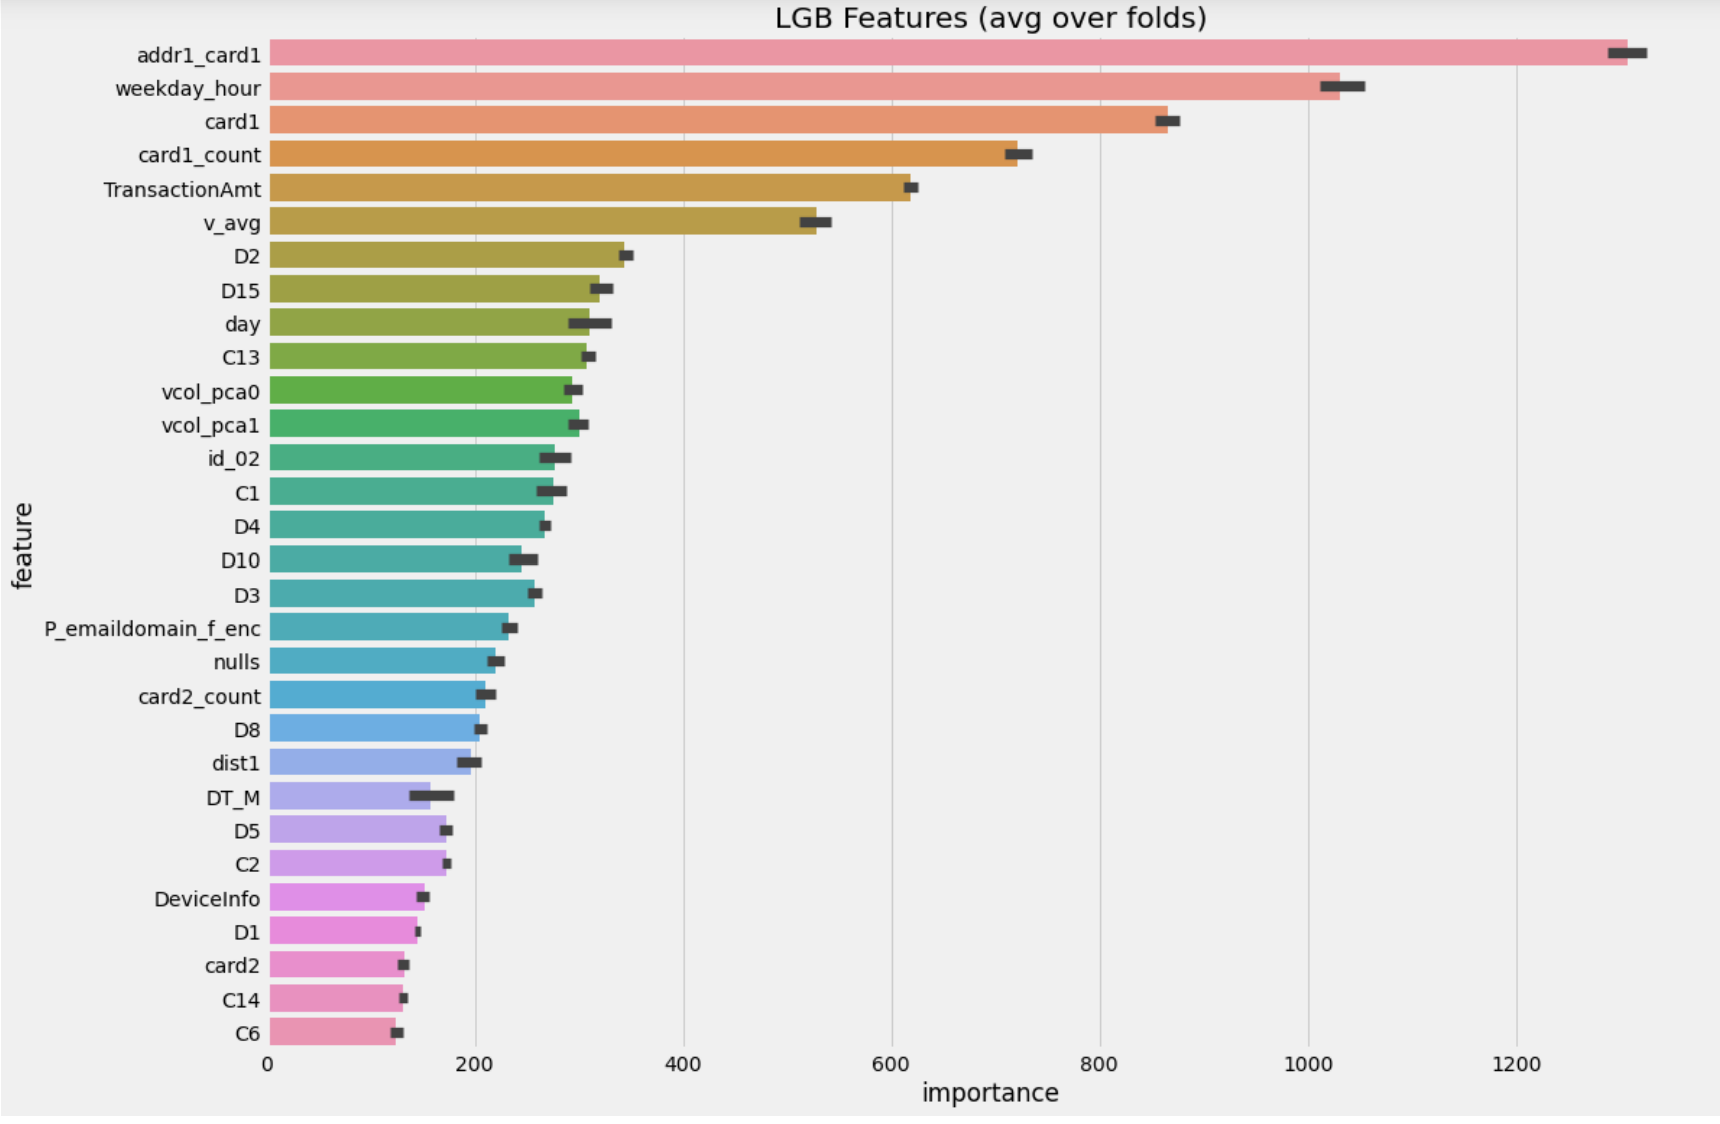 LGB Features (avg over folds)
addr1_card1
weekday_hour
card1
card1_count
TransactionAmt
v_avg
D2
D15
day
C13
vcol_pca0
vcol_pca1
id_02
C1
D4
D10
D3
P_emaildomain_f_enc
nulls
card2_count
D8
dist1
DT_M
D5
C2
DeviceInfo
D1
card2
C14
C6
feature
0 200 400 600 800 1000 1200
importance